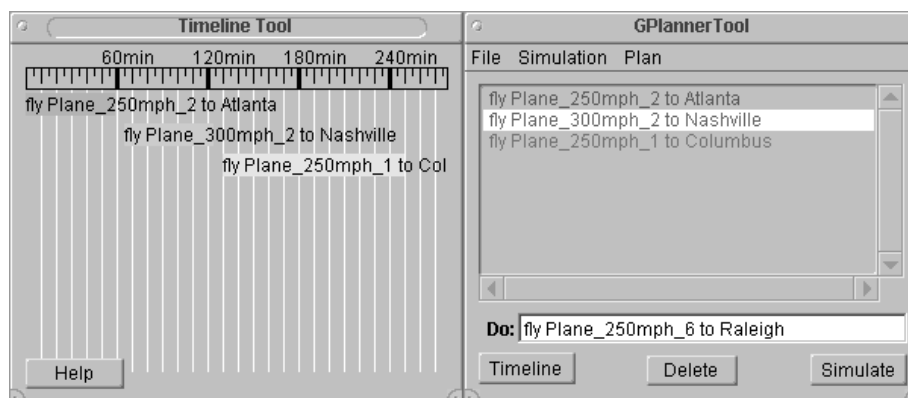 Timeline Tool
60min 120min 180min 240min
fly Plane_250mph_2 to Atlanta
fly Plane_300mph_2 to Nashville
fly Plane_250mph_1 to Col
Help
GPlannerTool
File Simulation Plan
fly Plane_250mph_2 to Atlanta
fly Plane_300mph_2 to Nashville
fly Plane_250mph_1 to Columbus
Do: fly Plane_250mph_6 to Raleigh
Timeline Delete Simulate